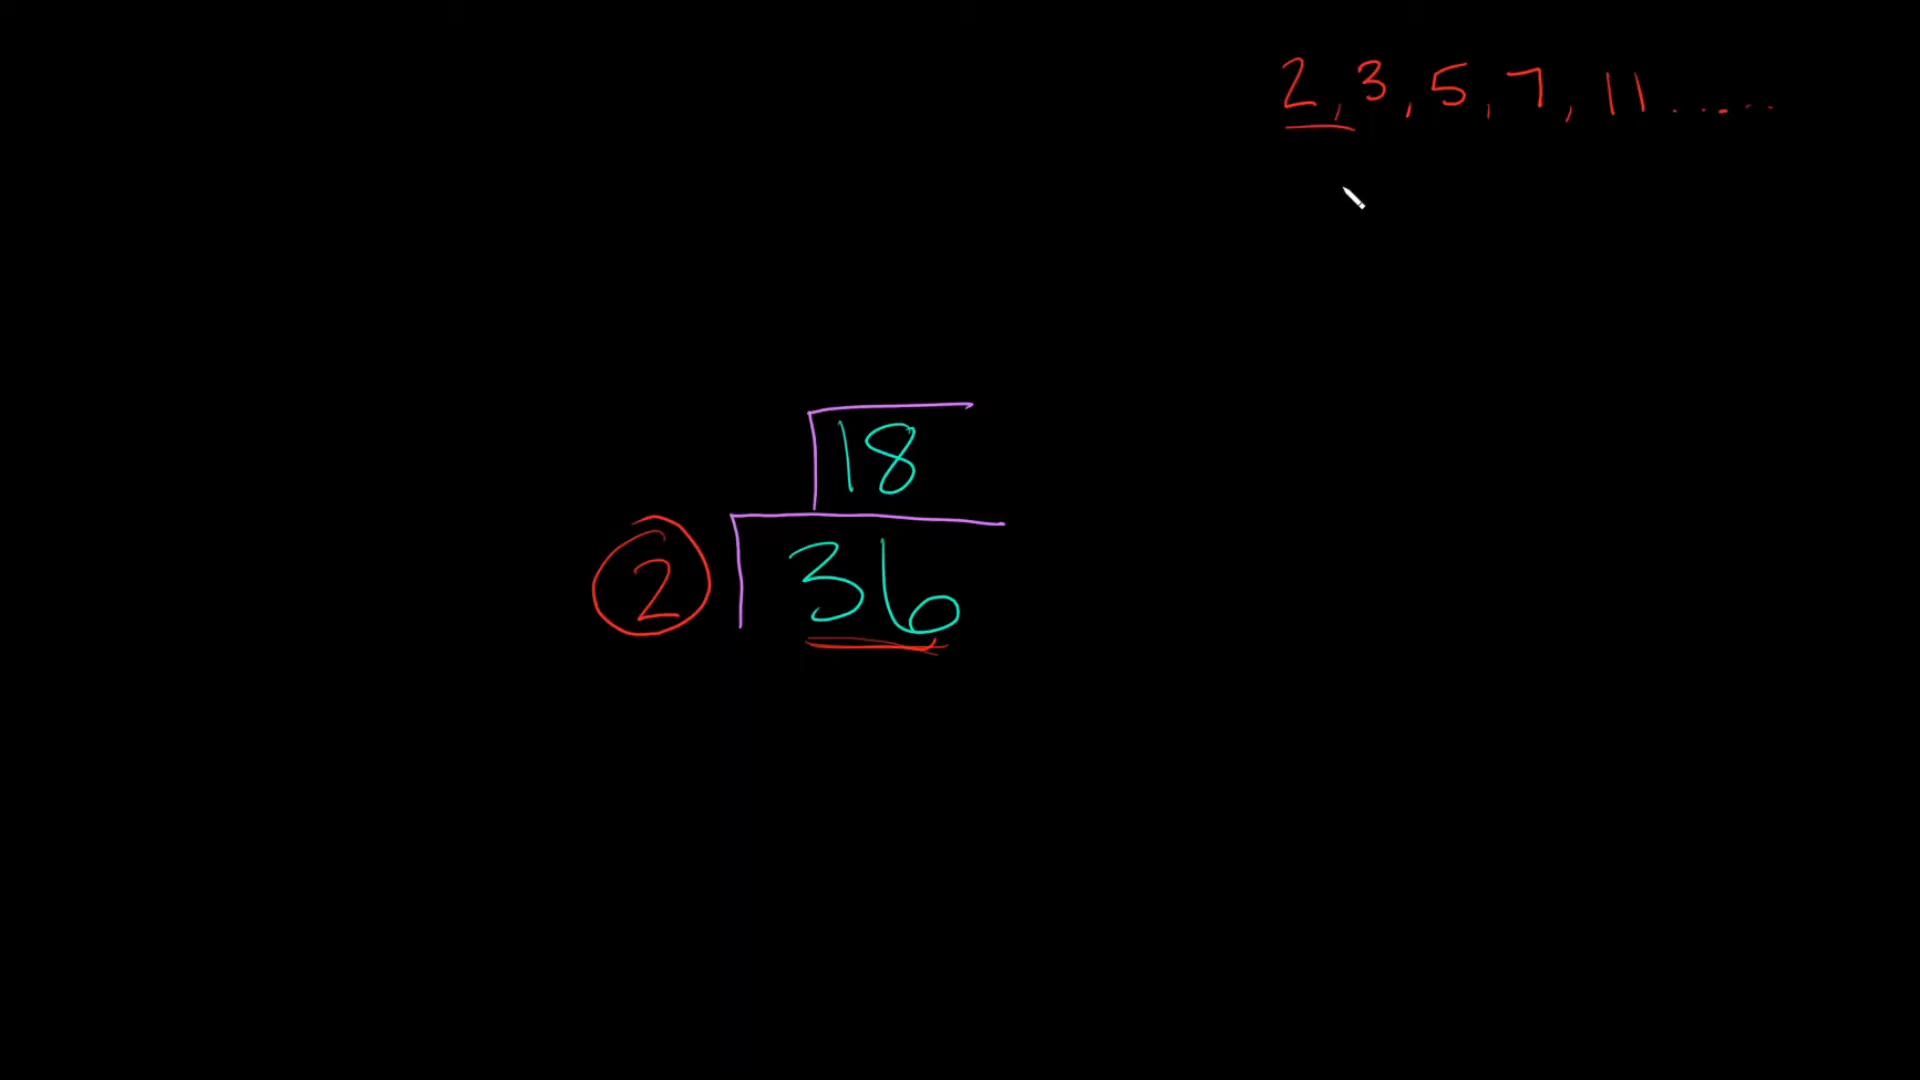 2, 3, 5, 7, 11.....
18
2 36